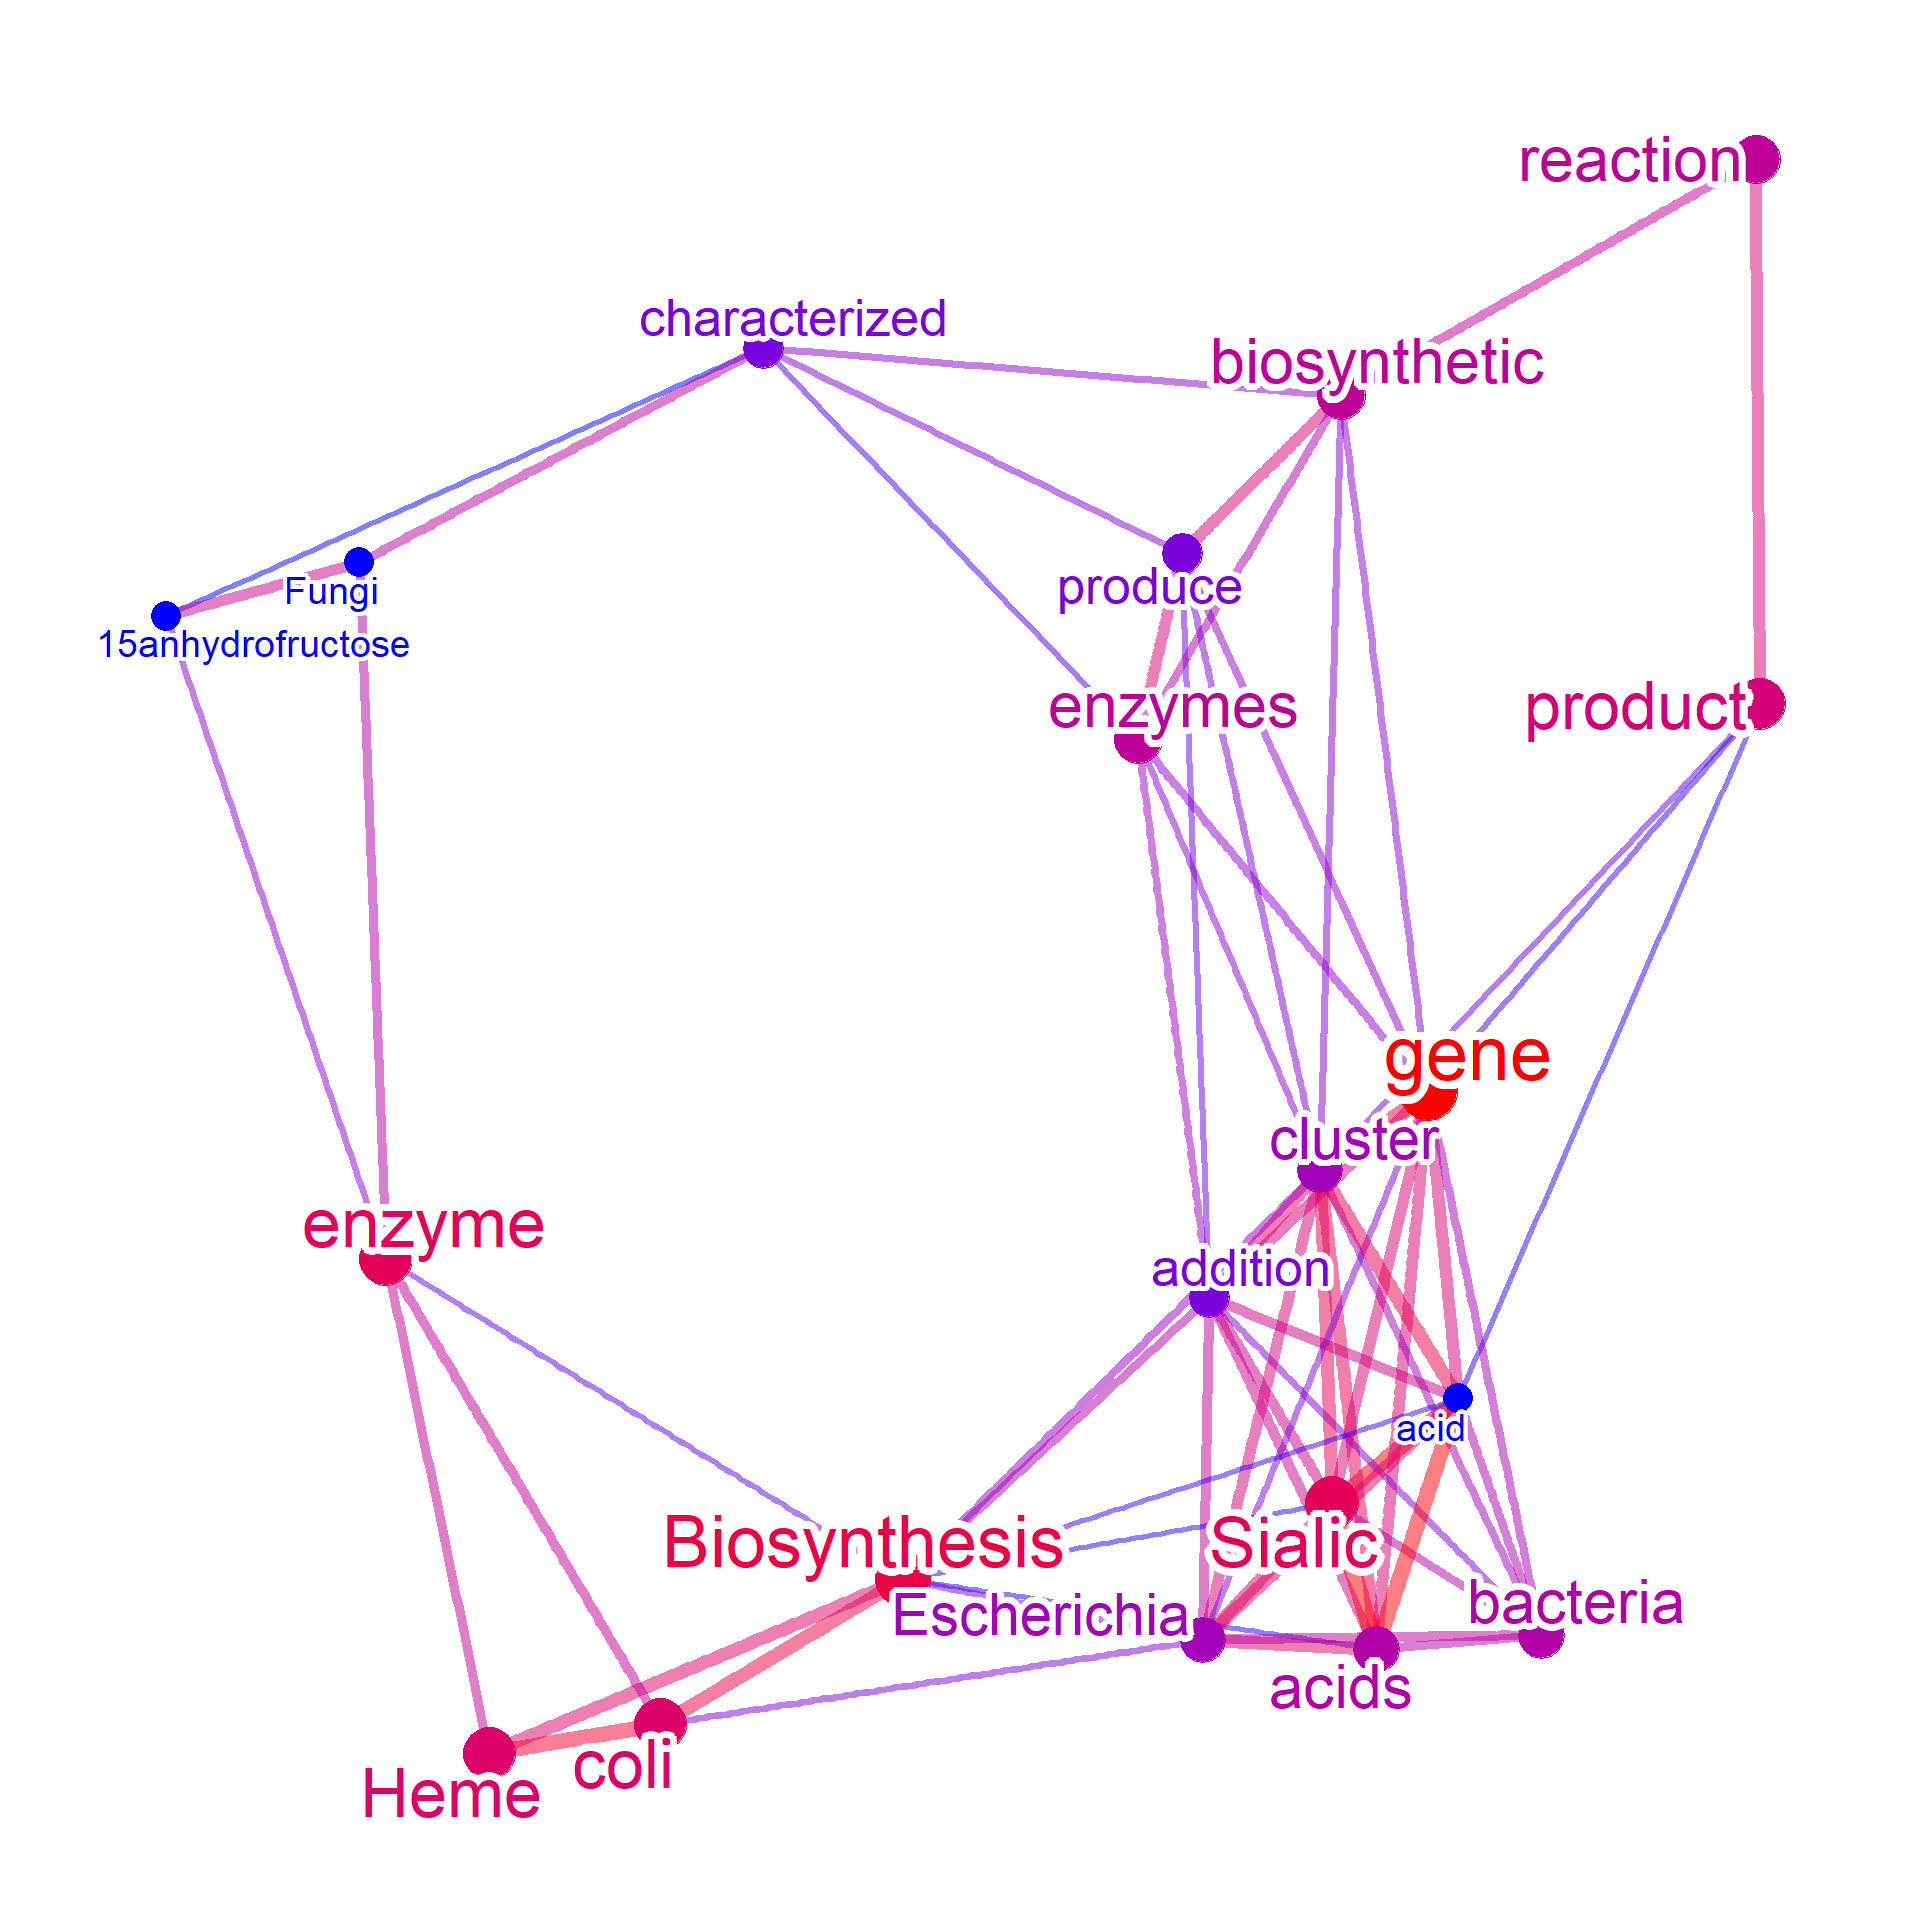 reaction
characterized
biosynthetic
Fungi
produce
15anhydrofructose
enzymes
product
gene
cluster
enzyme
addition
acid
Biosynthesis
Sialic
Escherichia
bacteria
acids
coli
Heme